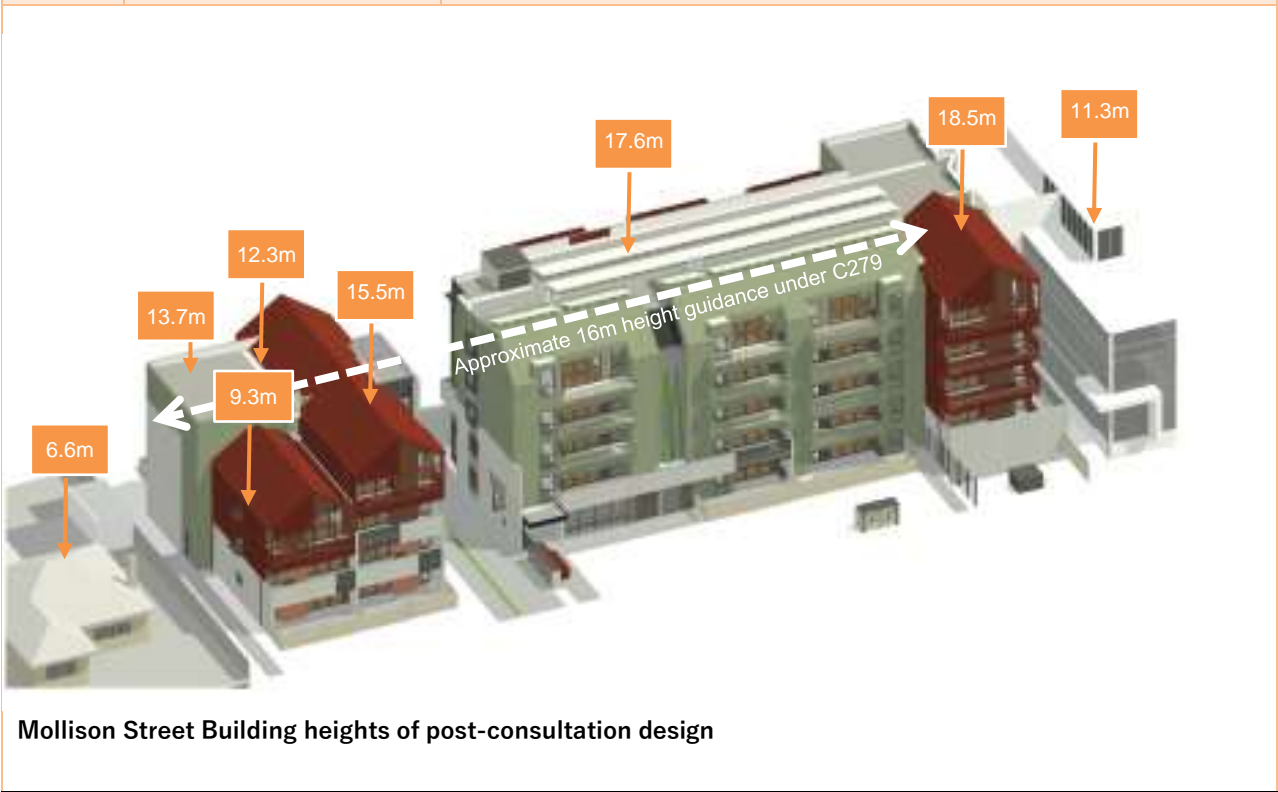 11.3m
18.5m
17.6m
12.3m
15.5m
13.7m
9.3m
6.6m
Approximate 16m height guidance under C279
Mollison Street Building heights of post-consultation design